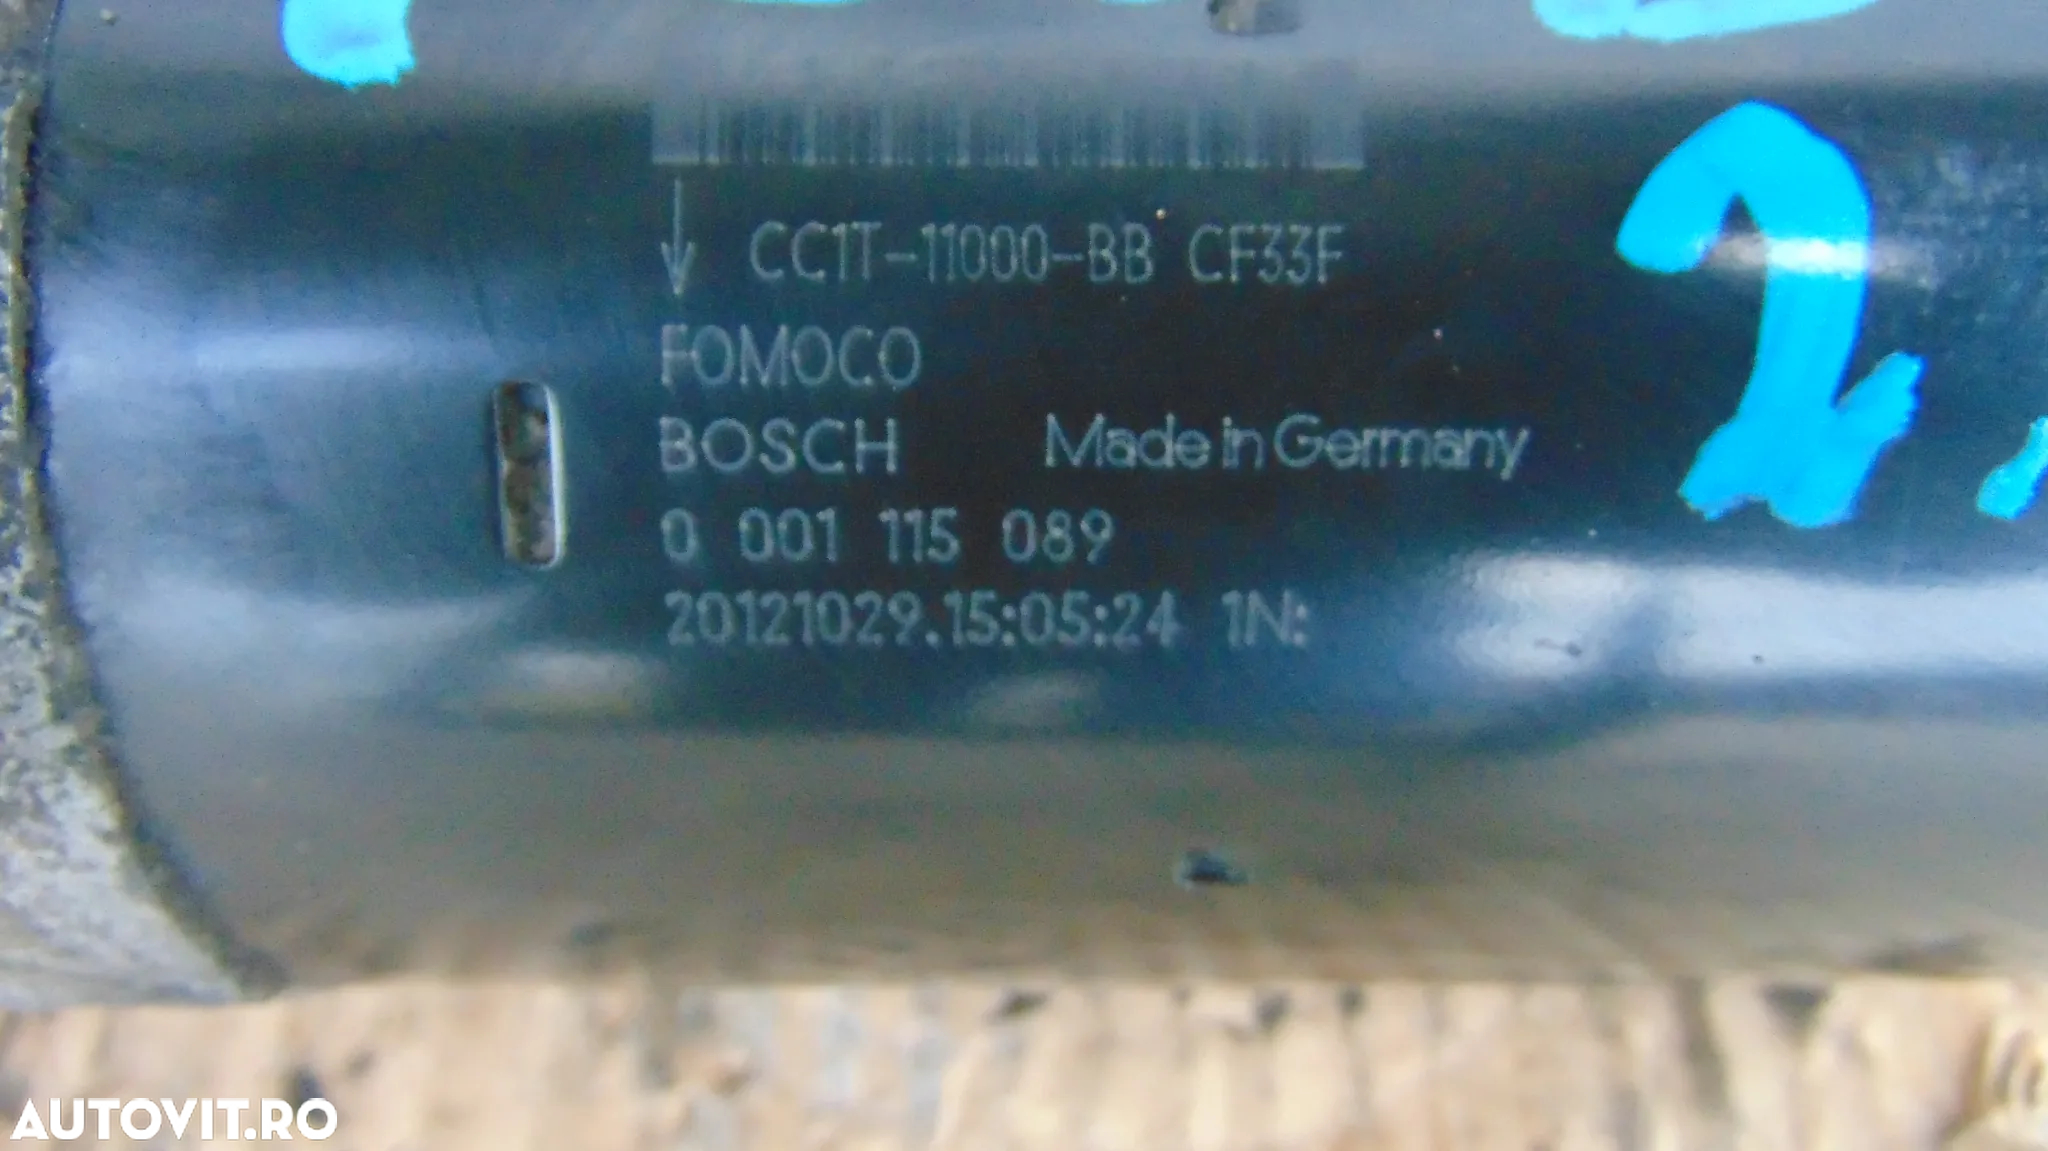 CC1T-11000-BB CF33F
FOMOCO
BOSCH Made in Germany
0 001 115 089
20121029.15:05:24 1N:
2.
AUTOVIT.RO